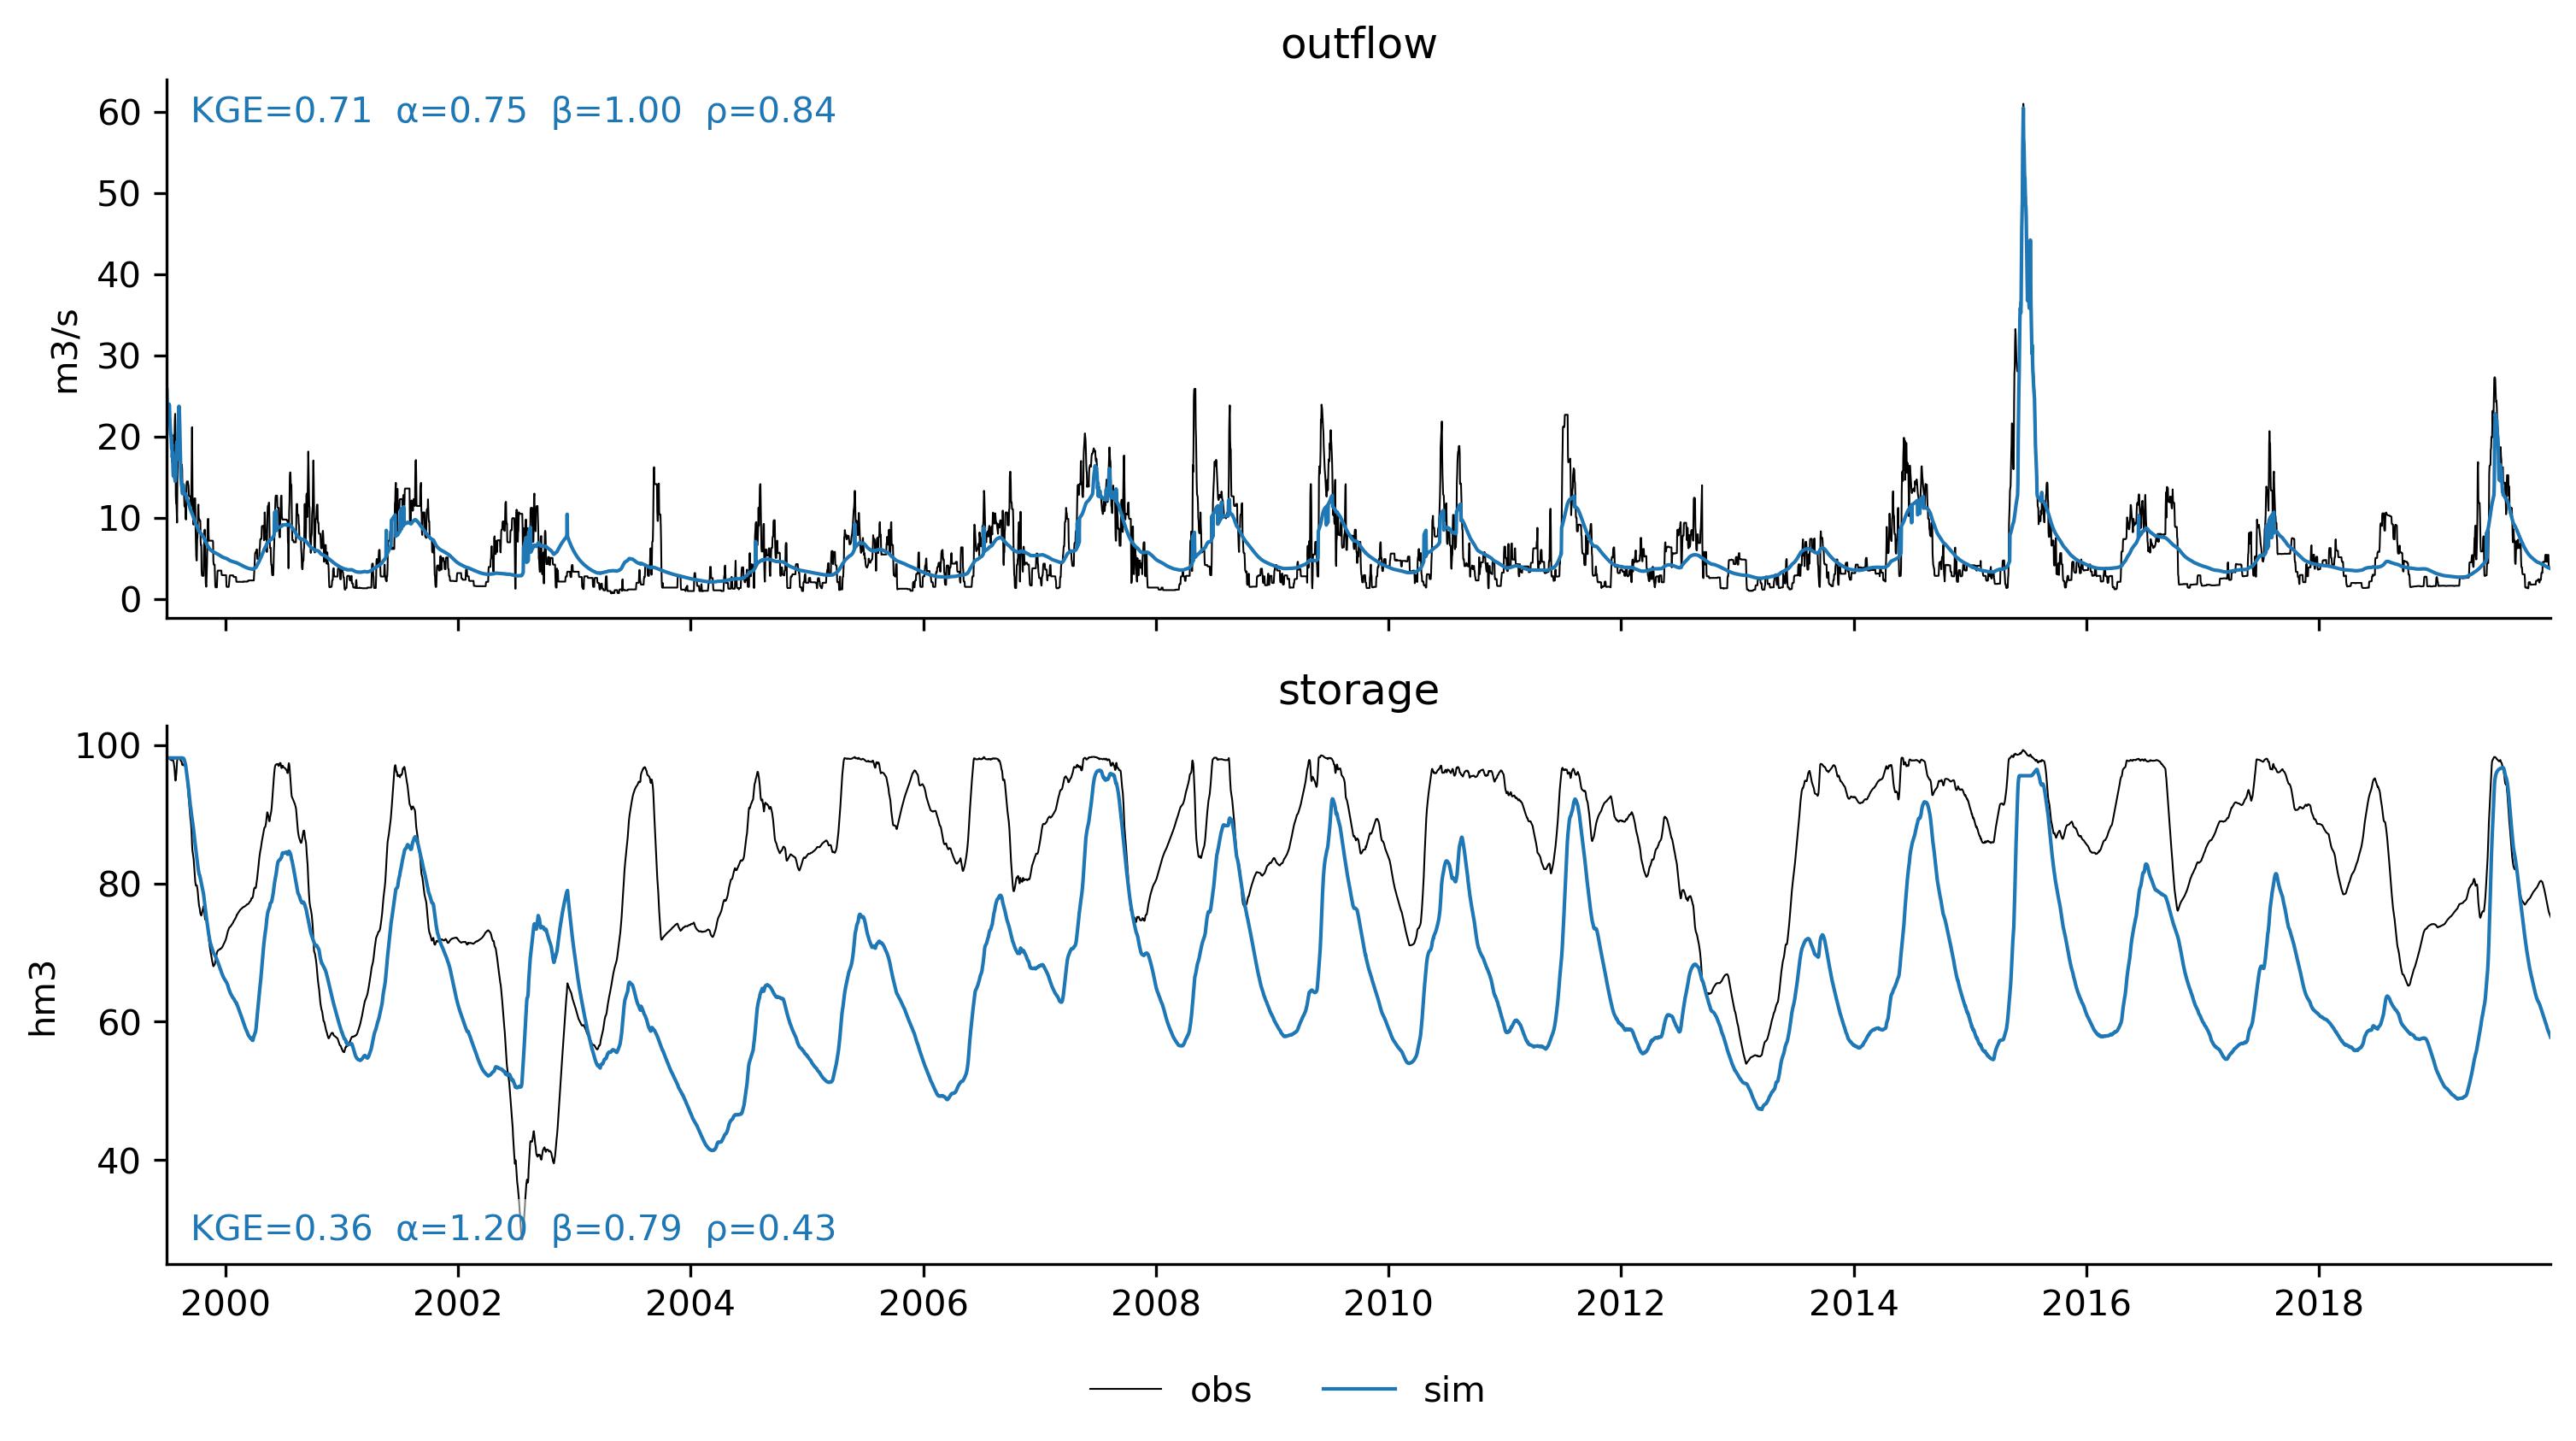 outflow
KGE=0.71 α=0.75 β=1.00 ρ=0.84
60
50
40
30
20
10
0
m3/s
storage
100
80
60
40
hm3
KGE=0.36 α=1.20 β=0.79 ρ=0.43
2000 2002 2004 2006 2008 2010 2012 2014 2016 2018
obs sim